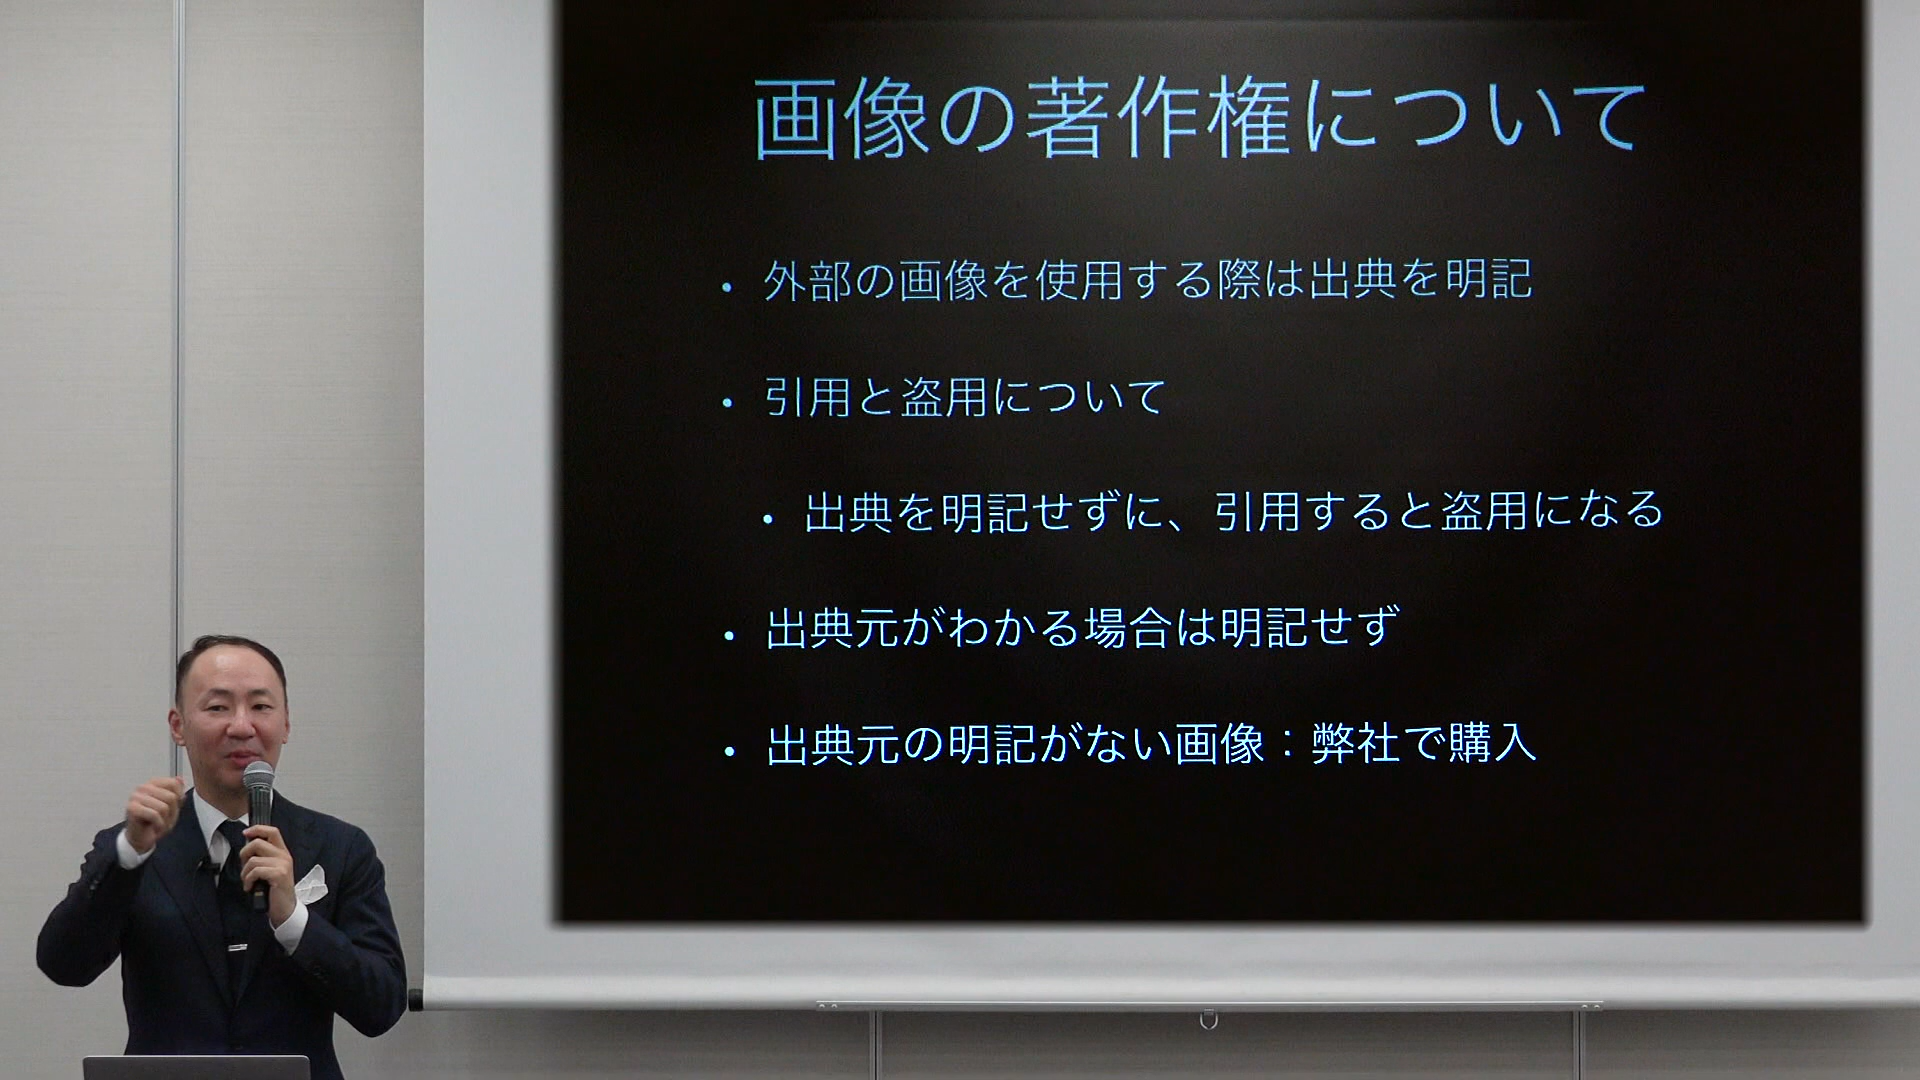 画像の著作権について
・外部の画像を使用する際は出典を明記
・引用と盗用について
・出典を明記せずに、引用すると盗用になる
・出典元がわかる場合は明記せず
・出典元の明記がない画像：弊社で購入